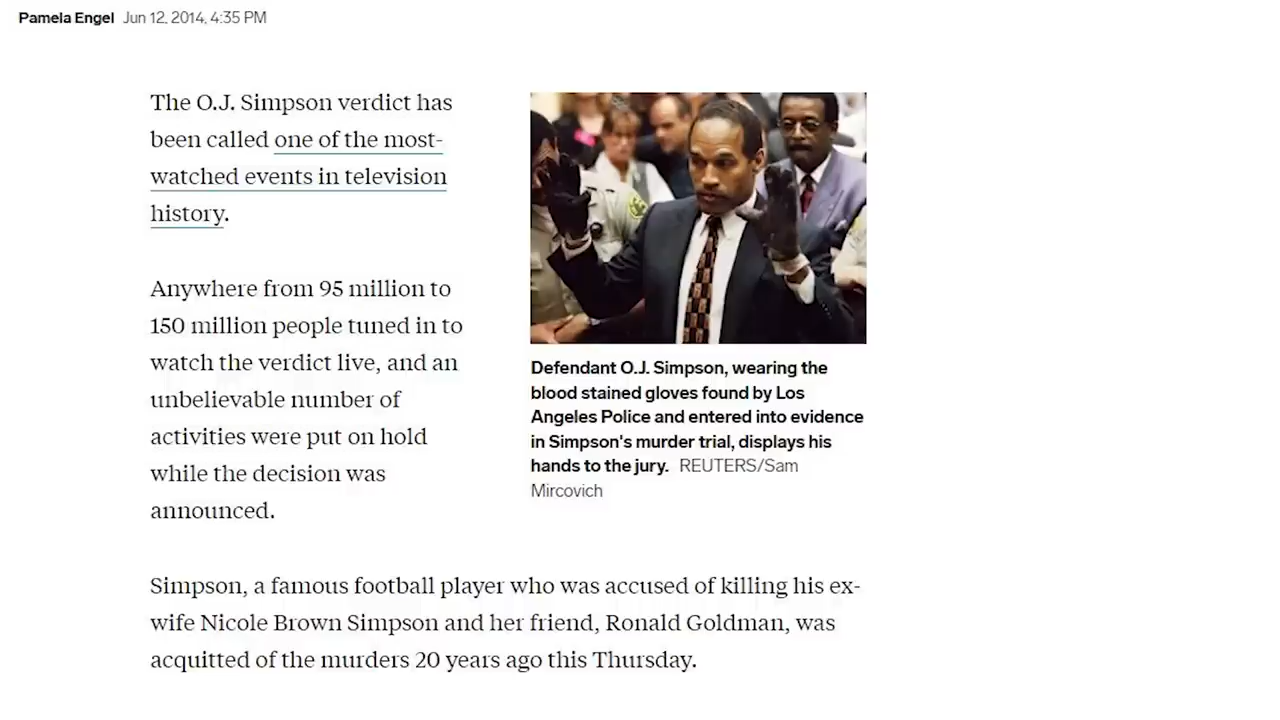 Pamela Engel Jun 12, 2014, 4:35 PM
The O.J. Simpson verdict has
been called one of the most-
watched events in television
history.
Anywhere from 95 million to
150 million people tuned in to
watch the verdict live, and an
unbelievable number of
activities were put on hold
while the decision was
announced.
Defendant O.J. Simpson, wearing the
blood stained gloves found by Los
Angeles Police and entered into evidence
in Simpson's murder trial, displays his
hands to the jury. REUTERS/Sam
Mircovich
Simpson, a famous football player who was accused of killing his ex-
wife Nicole Brown Simpson and her friend, Ronald Goldman, was
acquitted of the murders 20 years ago this Thursday.